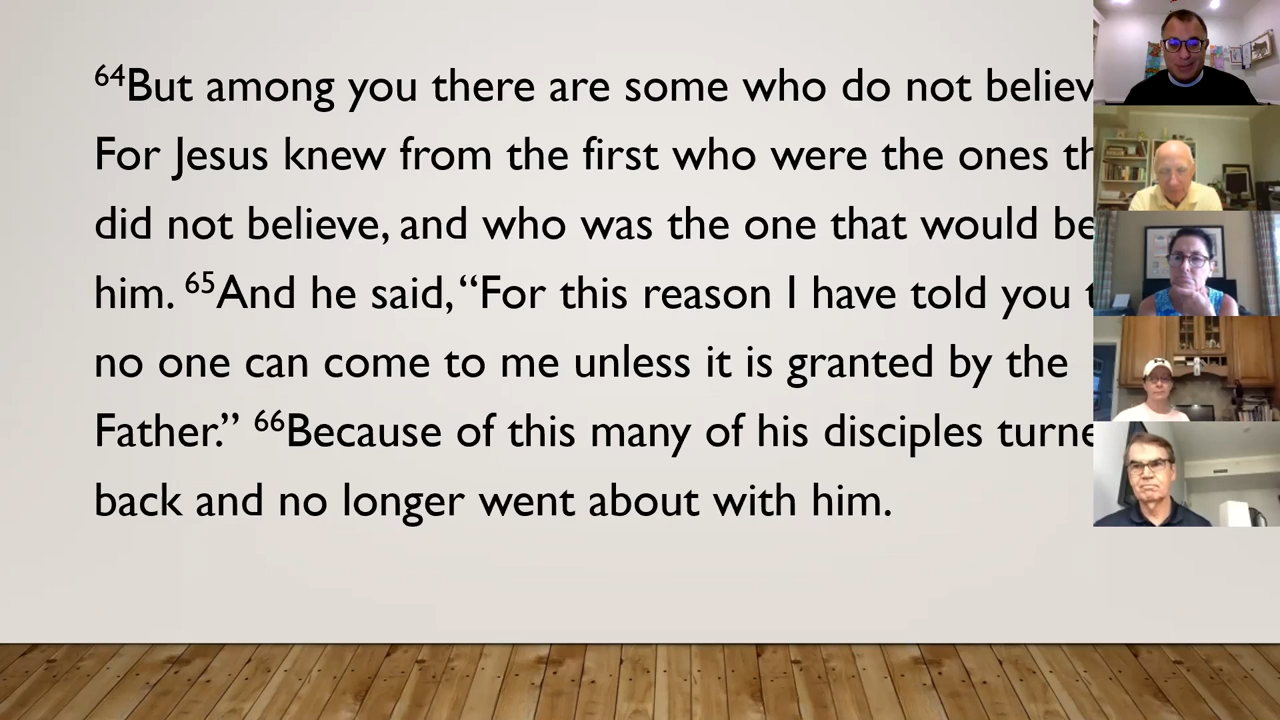 ⁶⁴But among you there are some who do not believ
For Jesus knew from the first who were the ones th
did not believe, and who was the one that would be
him. ⁶⁵And he said, “For this reason I have told you t
no one can come to me unless it is granted by the
Father.” ⁶⁶Because of this many of his disciples turne
back and no longer went about with him.